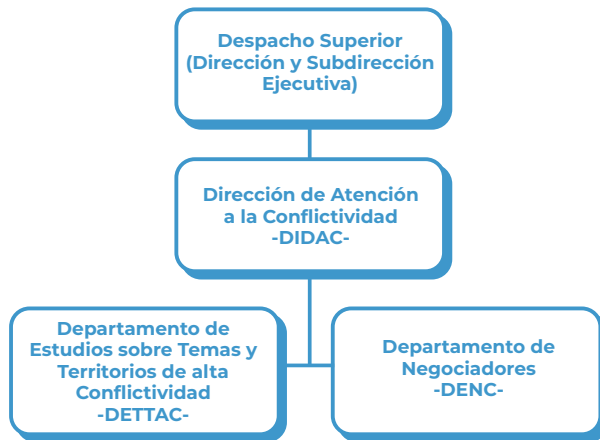 Despacho Superior
(Dirección y Subdirección
Ejecutiva)
Dirección de Atención
a la Conflictividad
-DIDAC-
Departamento de
Estudios sobre Temas y
Territorios de alta
Conflictividad
-DETTAC-
Departamento de
Negociadores
-DENC-